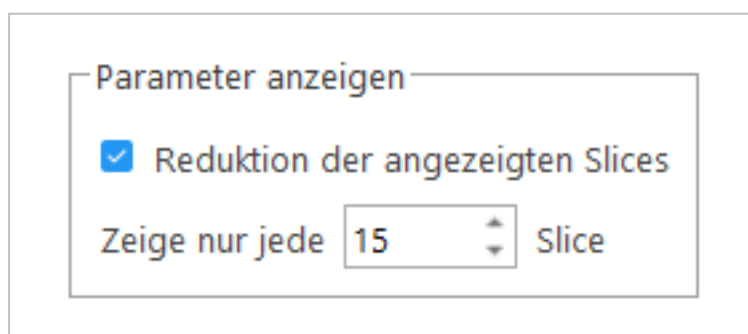 Parameter anzeigen
Reduktion der angezeigten Slices
Zeige nur jede 15 Slice